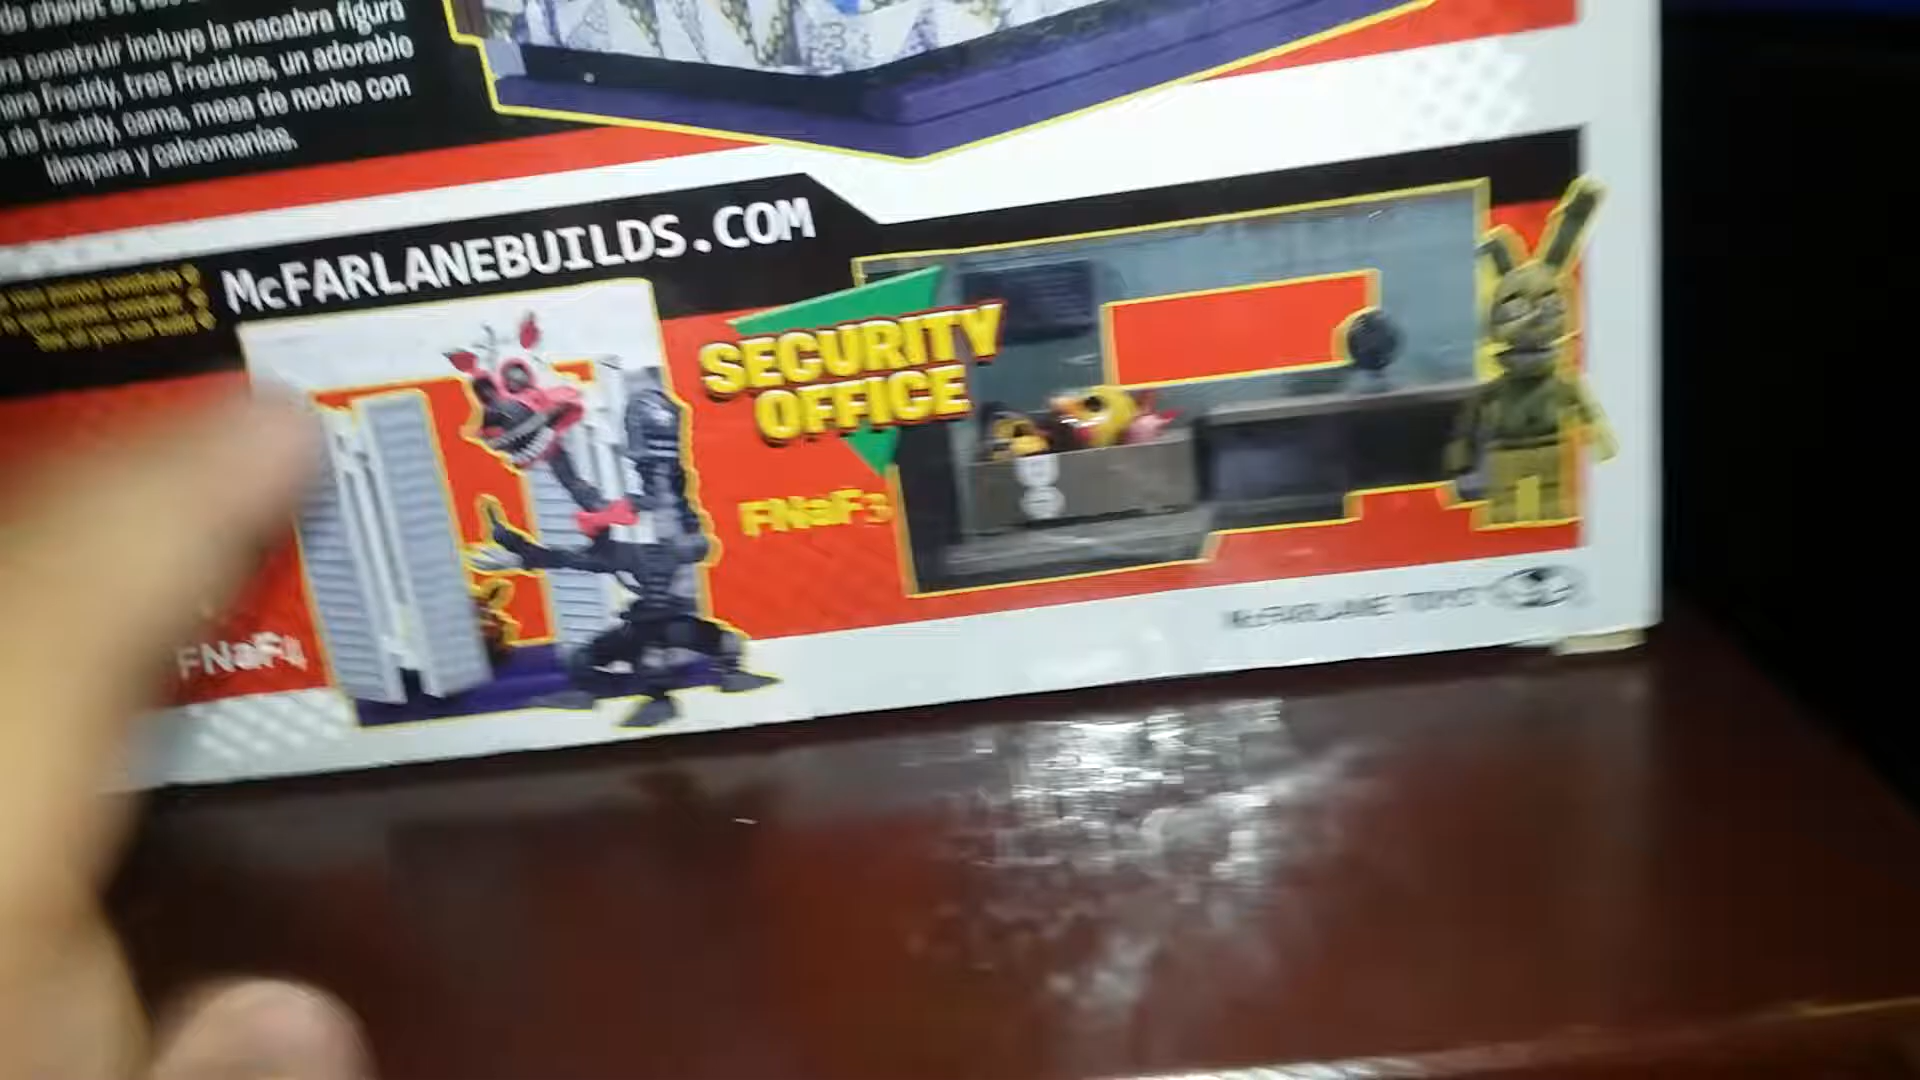 de chevet et
construir incluye la macabra figura
mare Freddy, tres Freddles, un adorable
de Freddy, cama, mesa de noche con
lámpara y calcomanías.
McFARLANEBUILDS.COM
SECURITY
OFFICE
FNaF3
FNaF4
McFARLANE TOYS